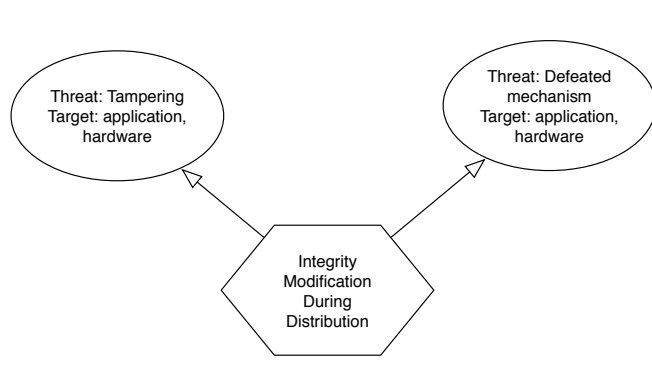 Threat: Tampering
Target: application,
hardware
Threat: Defeated
mechanism
Target: application,
hardware
Integrity
Modification
During
Distribution